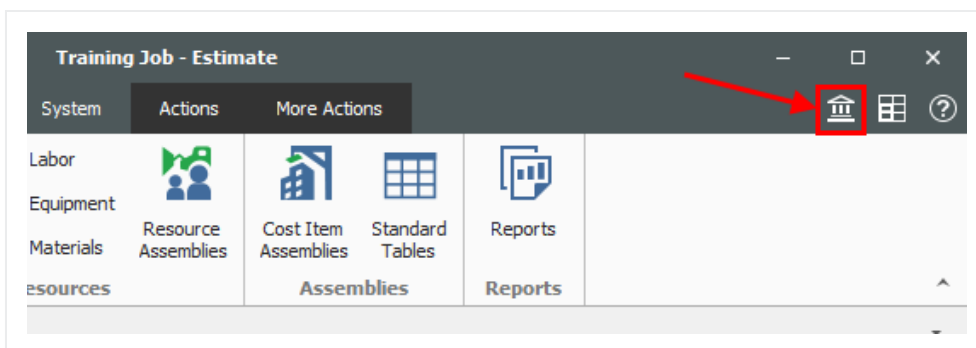 Training Job - Estimate
System Actions More Actions
Labor
Equipment
Materials
Resource
Assemblies
Cost Item
Assemblies
Standard
Tables
Reports
esources
Assemblies
Reports